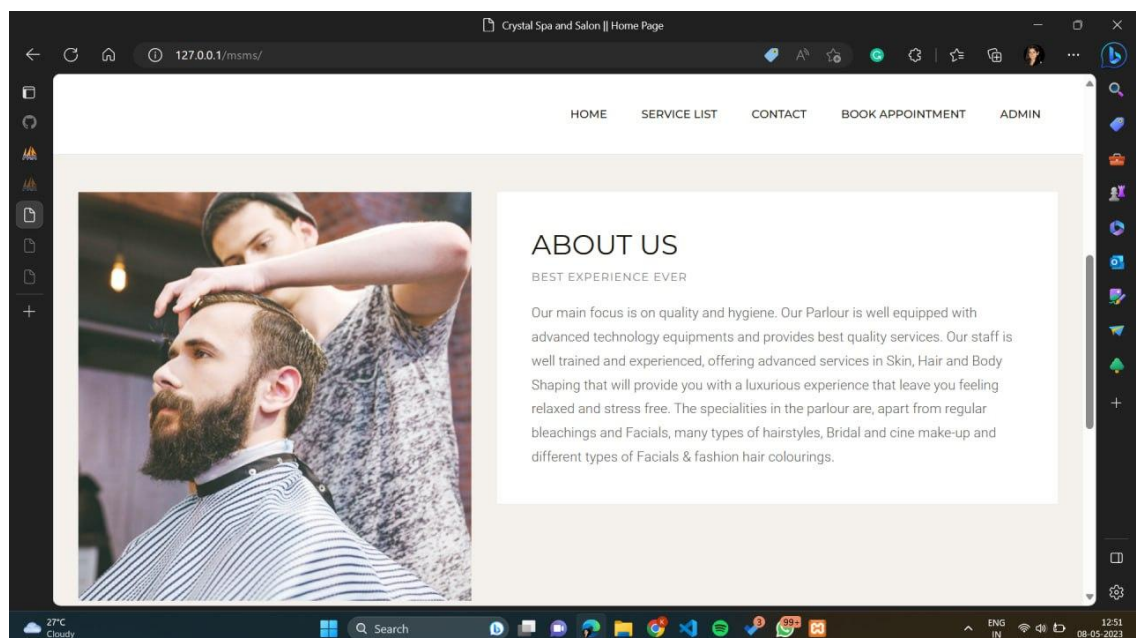 Crystal Spa and Salon || Home Page
127.0.0.1/msms/
HOME SERVICE LIST CONTACT BOOK APPOINTMENT ADMIN
ABOUT US
BEST EXPERIENCE EVER
Our main focus is on quality and hygiene. Our Parlour is well equipped with
advanced technology equipments and provides best quality services. Our staff is
well trained and experienced, offering advanced services in Skin, Hair and Body
Shaping that will provide you with a luxurious experience that leave you feeling
relaxed and stress free. The specialities in the parlour are, apart from regular
bleachings and Facials, many types of hairstyles, Bridal and cine make-up and
different types of Facials & fashion hair colourings.
27°C
Cloudy
Search
3
99+
ENG
IN
12:51
08-05-2023